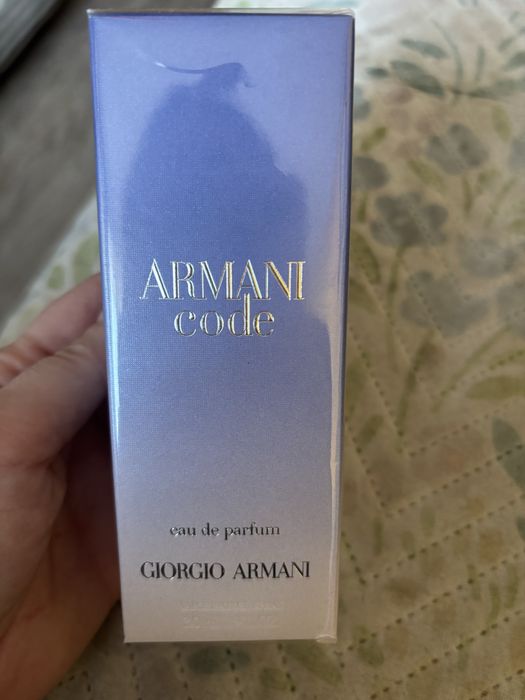 ARMANI
code
eau de parfum
GIORGIO ARMANI